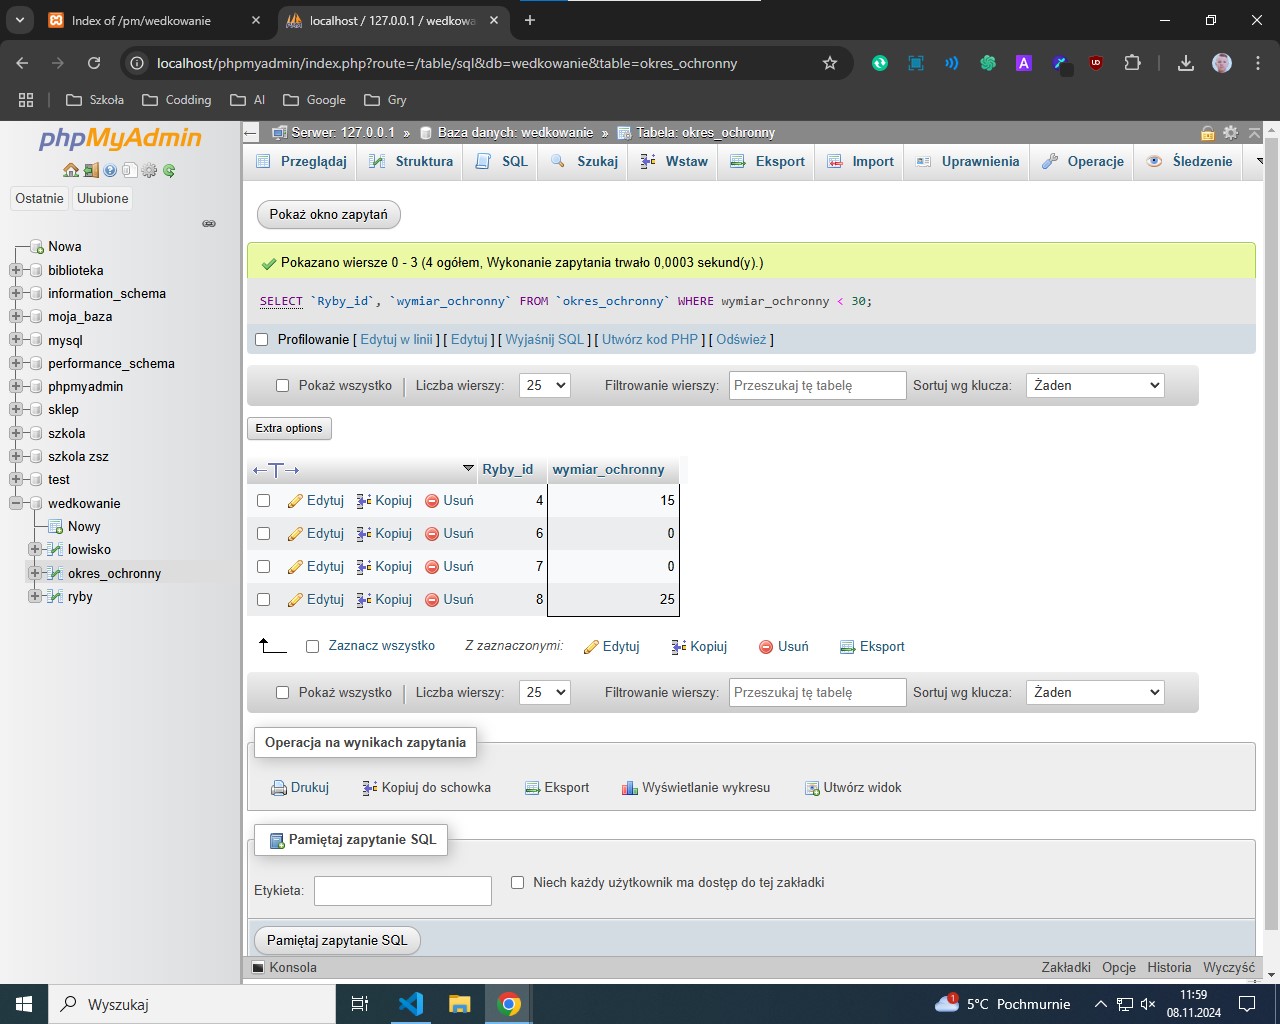 Index of /pm/wedkowanie
localhost / 127.0.0.1 / wedkowa
localhost/phpmyadmin/index.php?route=/table/sql&db=wedkowanie&table=okres_ochronny
Szkoła
Codding
AI
Google
Gry
phpMyAdmin
Ostatnie
Ulubione
Nowa
biblioteka
information_schema
moja_baza
mysql
performance_schema
phpmyadmin
sklep
szkola
szkola zsz
test
wedkowanie
Nowy
lowisko
okres_ochronny
ryby
Serwer: 127.0.0.1 » Baza danych: wedkowanie » Tabela: okres_ochronny
Przeglądaj Struktura SQL Szukaj Wstaw Eksport Import Uprawnienia Operacje Śledzenie
Pokaż okno zapytań
Pokazano wiersze 0 - 3 (4 ogółem, Wykonanie zapytania trwało 0,0003 sekund(y).)
SELECT `Ryby_id`, `wymiar_ochronny` FROM `okres_ochronny` WHERE wymiar_ochronny < 30;
Profilowanie [ Edytuj w linii ] [ Edytuj ] [ Wyjaśnij SQL ] [ Utwórz kod PHP ] [ Odśwież ]
Pokaż wszystko Liczba wierszy: 25 Filtrowanie wierszy: Przeszukaj tę tabelę Sortuj wg klucza: Żaden
Extra options
←T→ Ryby_id wymiar_ochronny
Edytuj Kopiuj Usuń 4 15
Edytuj Kopiuj Usuń 6 0
Edytuj Kopiuj Usuń 7 0
Edytuj Kopiuj Usuń 8 25
Zaznacz wszystko Z zaznaczonymi: Edytuj Kopiuj Usuń Eksport
Pokaż wszystko Liczba wierszy: 25 Filtrowanie wierszy: Przeszukaj tę tabelę Sortuj wg klucza: Żaden
Operacja na wynikach zapytania
Drukuj Kopiuj do schowka Eksport Wyświetlanie wykresu Utwórz widok
Pamiętaj zapytanie SQL
Etykieta: Niech każdy użytkownik ma dostęp do tej zakładki
Pamiętaj zapytanie SQL
Konsola Zakładki Opcje Historia Wyczyść
Wyszukaj
1
5°C Pochmurnie
11:59
08.11.2024